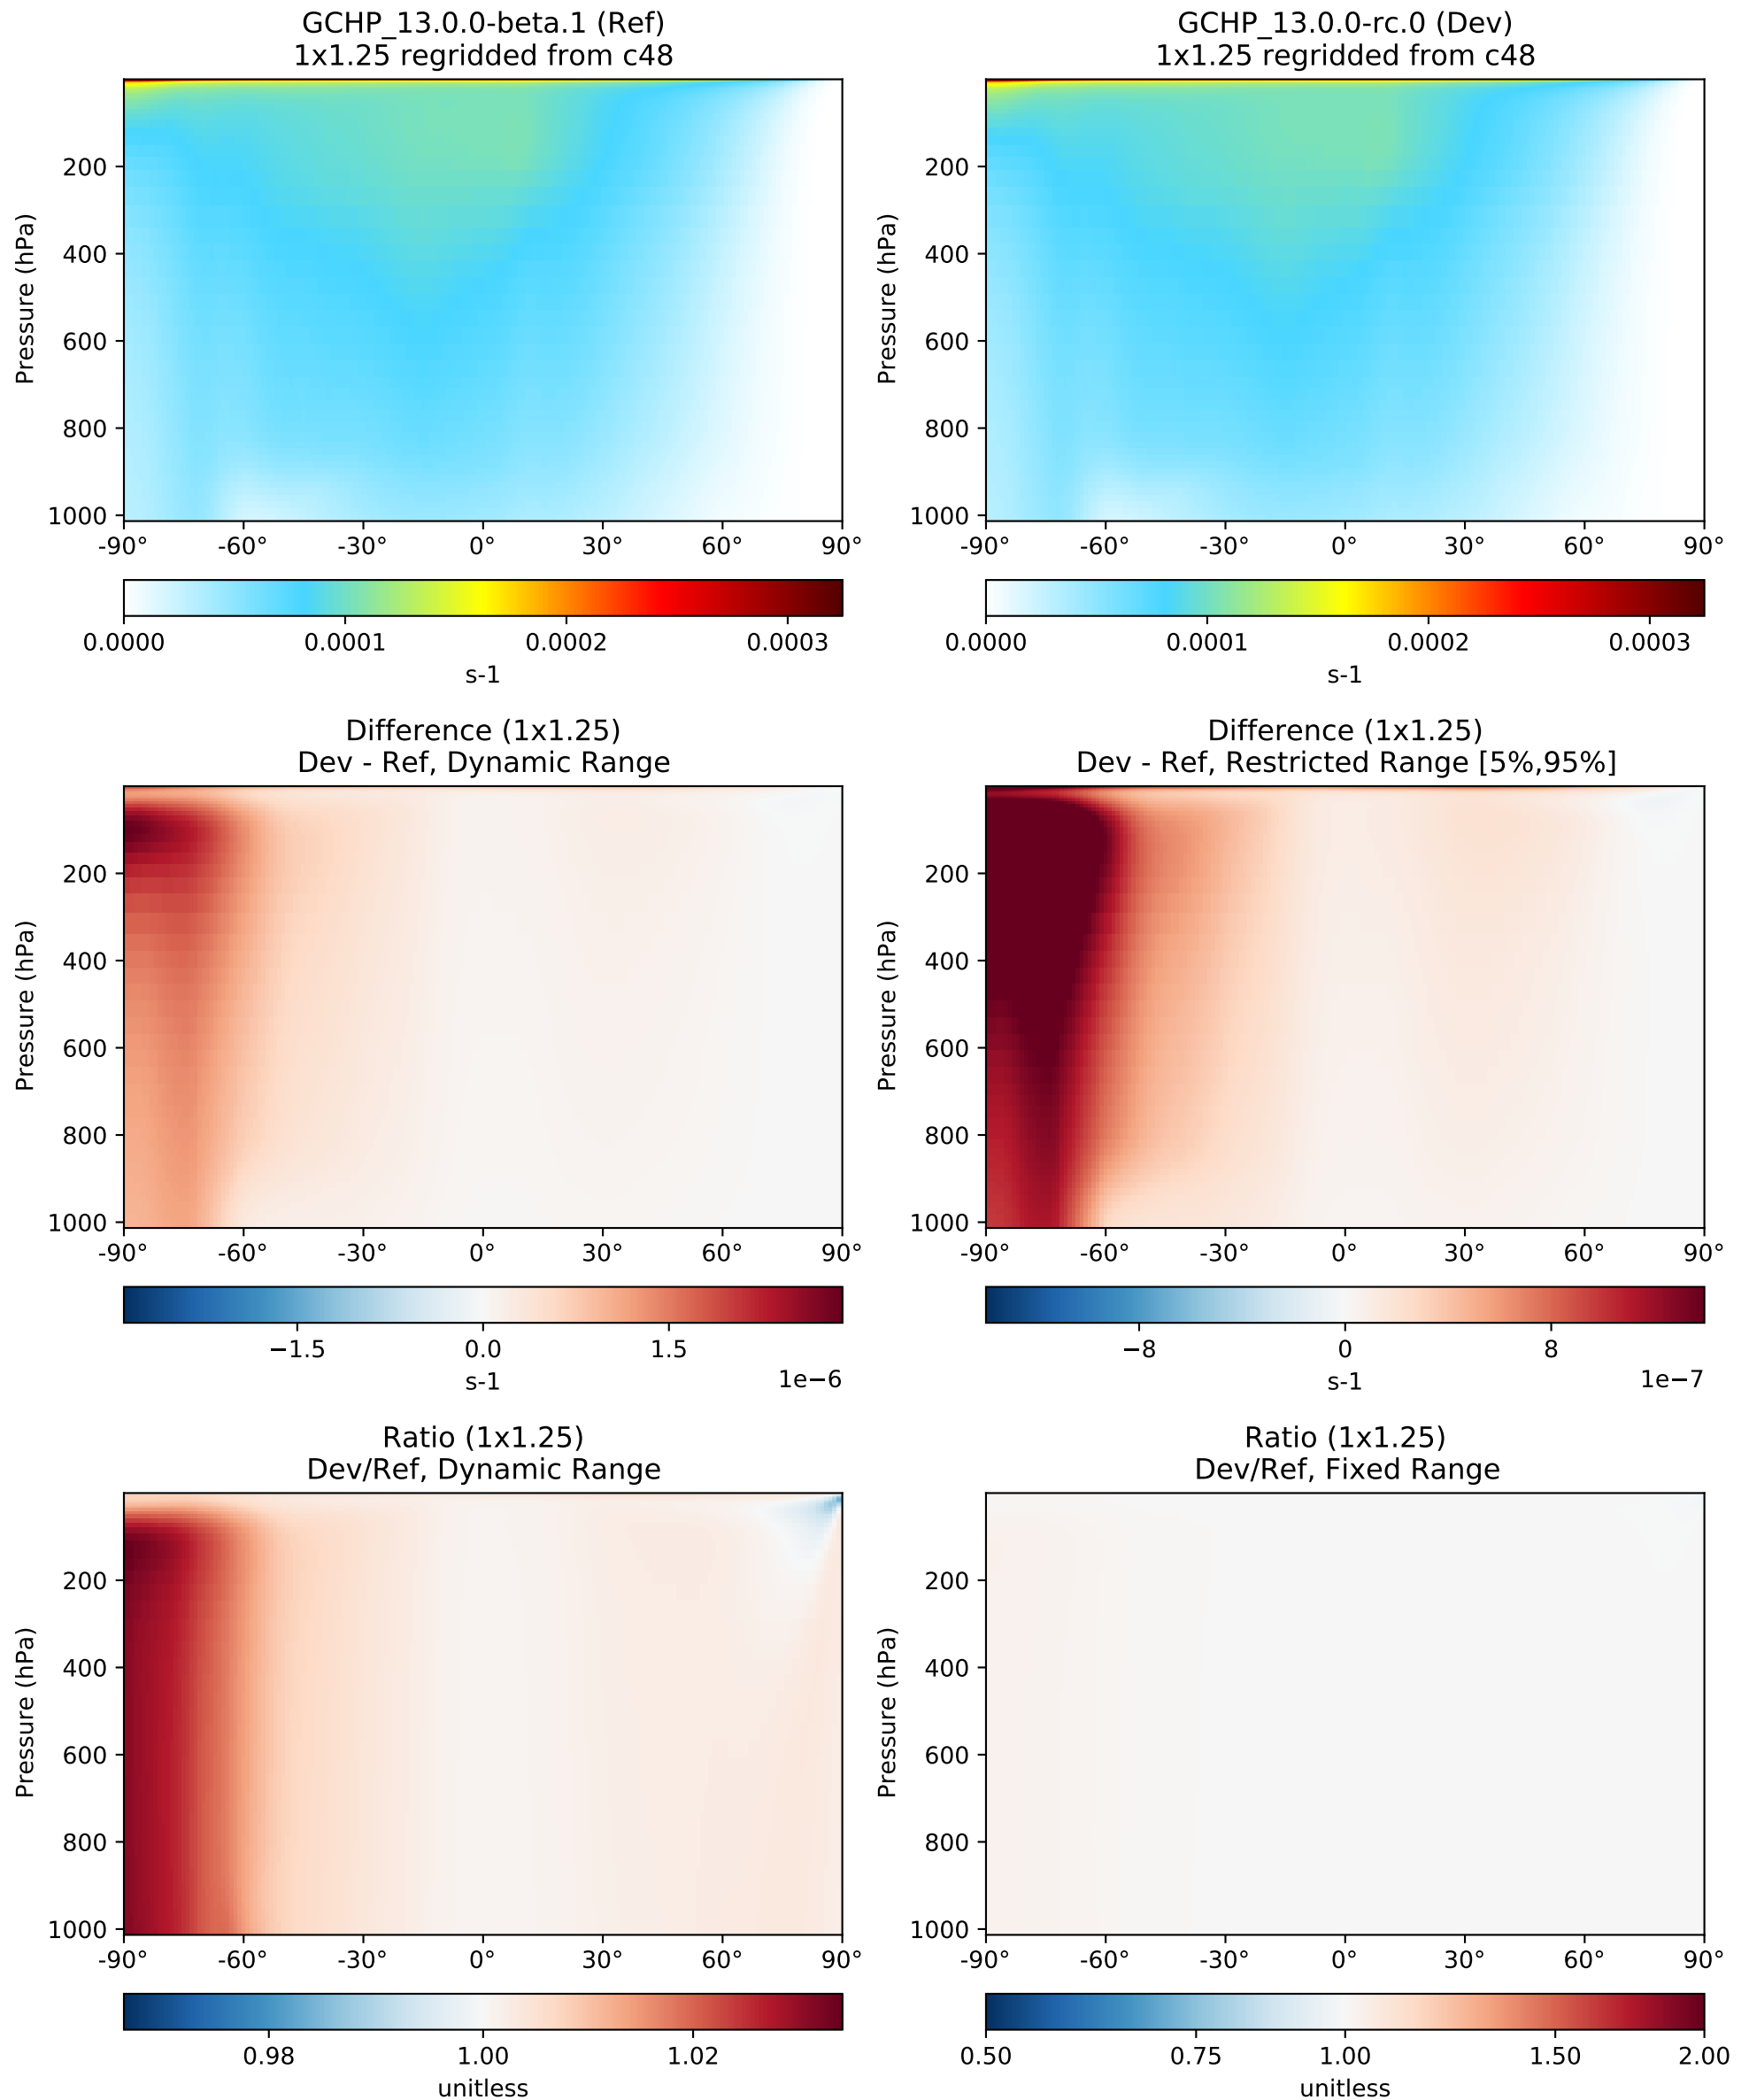 GCHP_13.0.0-beta.1 (Ref)
1x1.25 regridded from c48
Pressure (hPa)
200
400
600
800
1000
-90° -60° -30° 0° 30° 60° 90°
0.0000 0.0001 0.0002 0.0003
s-1
GCHP_13.0.0-rc.0 (Dev)
1x1.25 regridded from c48
Pressure (hPa)
200
400
600
800
1000
-90° -60° -30° 0° 30° 60° 90°
0.0000 0.0001 0.0002 0.0003
s-1
Difference (1x1.25)
Dev - Ref, Dynamic Range
Pressure (hPa)
200
400
600
800
1000
-90° -60° -30° 0° 30° 60° 90°
−1.5 0.0 1.5
s-1 1e−6
Difference (1x1.25)
Dev - Ref, Restricted Range [5%,95%]
Pressure (hPa)
200
400
600
800
1000
-90° -60° -30° 0° 30° 60° 90°
−8 0 8
s-1 1e−7
Ratio (1x1.25)
Dev/Ref, Dynamic Range
Pressure (hPa)
200
400
600
800
1000
-90° -60° -30° 0° 30° 60° 90°
0.98 1.00 1.02
unitless
Ratio (1x1.25)
Dev/Ref, Fixed Range
Pressure (hPa)
200
400
600
800
1000
-90° -60° -30° 0° 30° 60° 90°
0.50 0.75 1.00 1.50 2.00
unitless